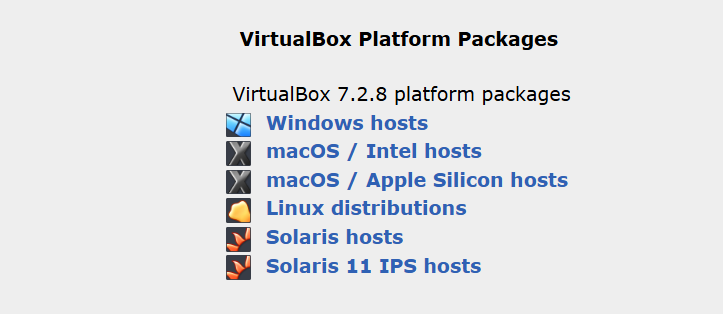 VirtualBox Platform Packages
VirtualBox 7.2.8 platform packages
Windows hosts
macOS / Intel hosts
macOS / Apple Silicon hosts
Linux distributions
Solaris hosts
Solaris 11 IPS hosts